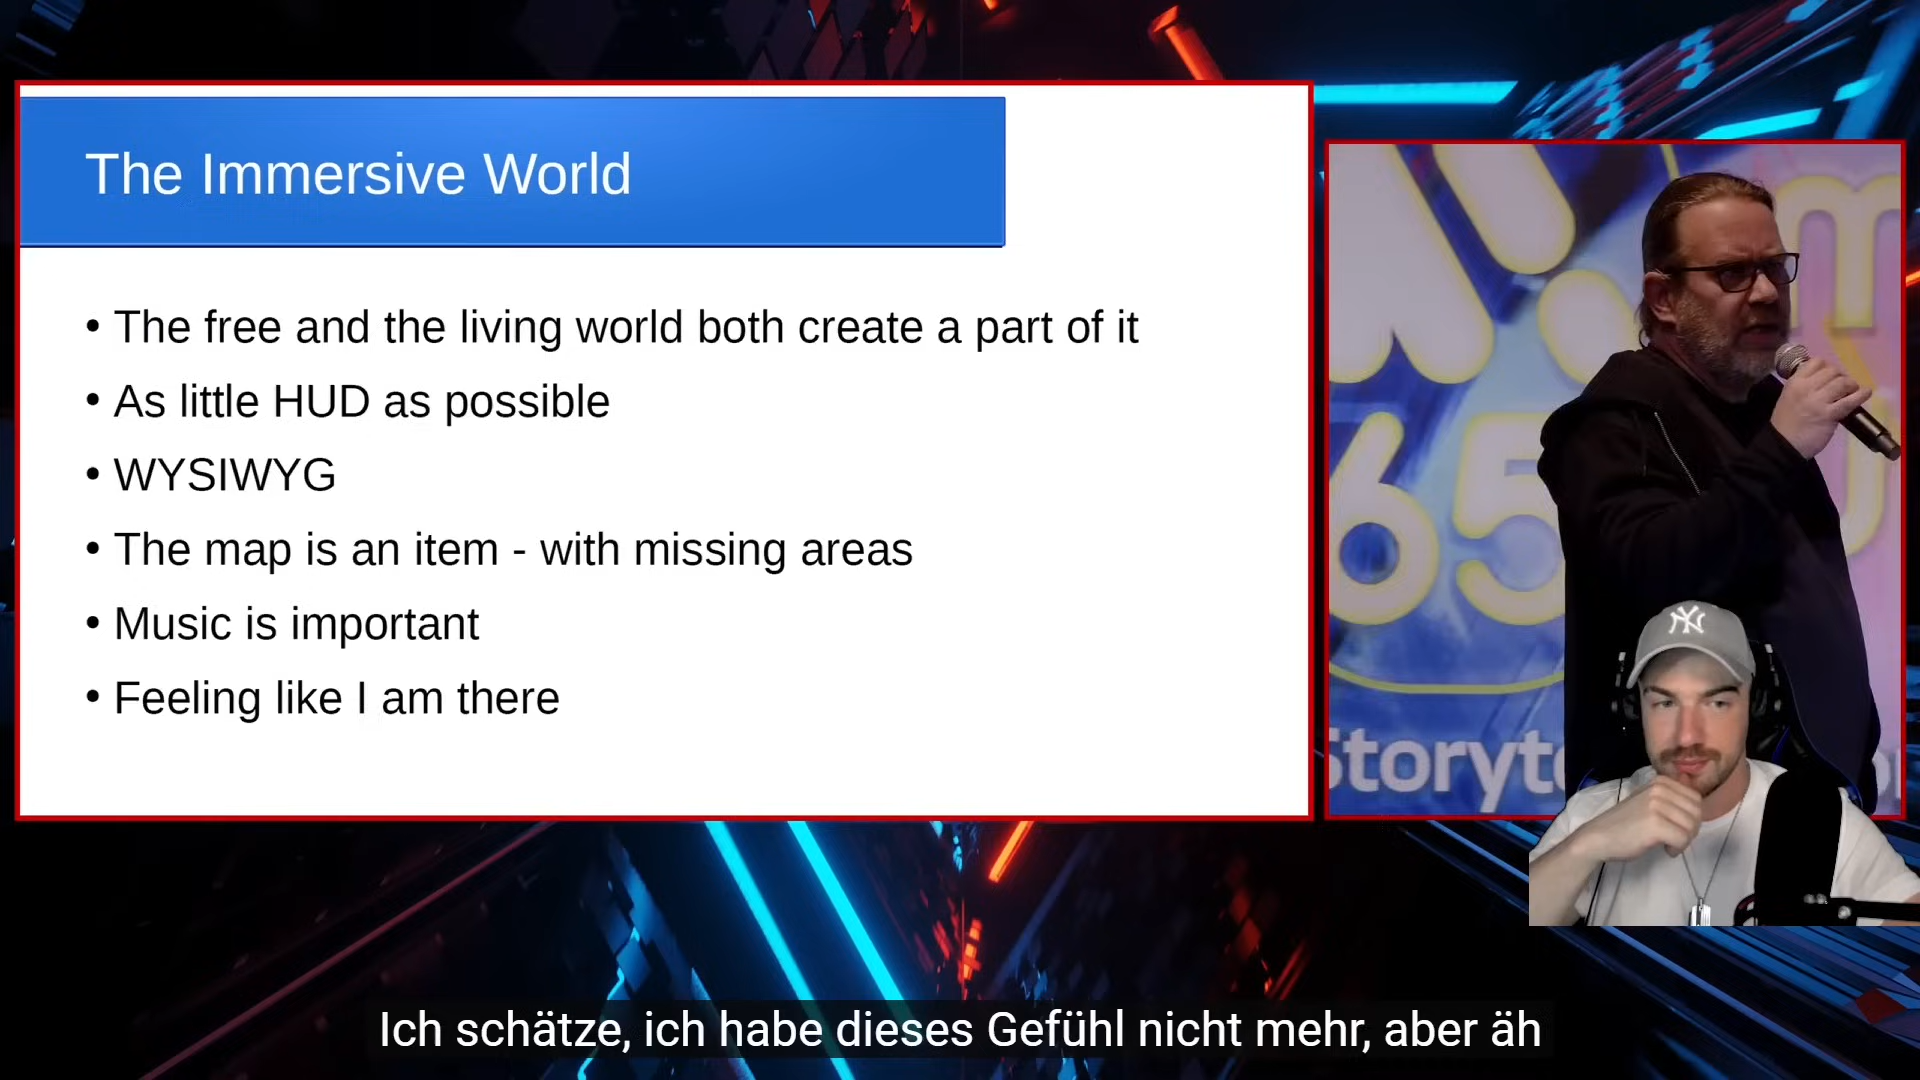 The Immersive World
• The free and the living world both create a part of it
• As little HUD as possible
• WYSIWYG
• The map is an item - with missing areas
• Music is important
• Feeling like I am there
65
Storyt
NY
Ich schätze, ich habe dieses Gefühl nicht mehr, aber äh